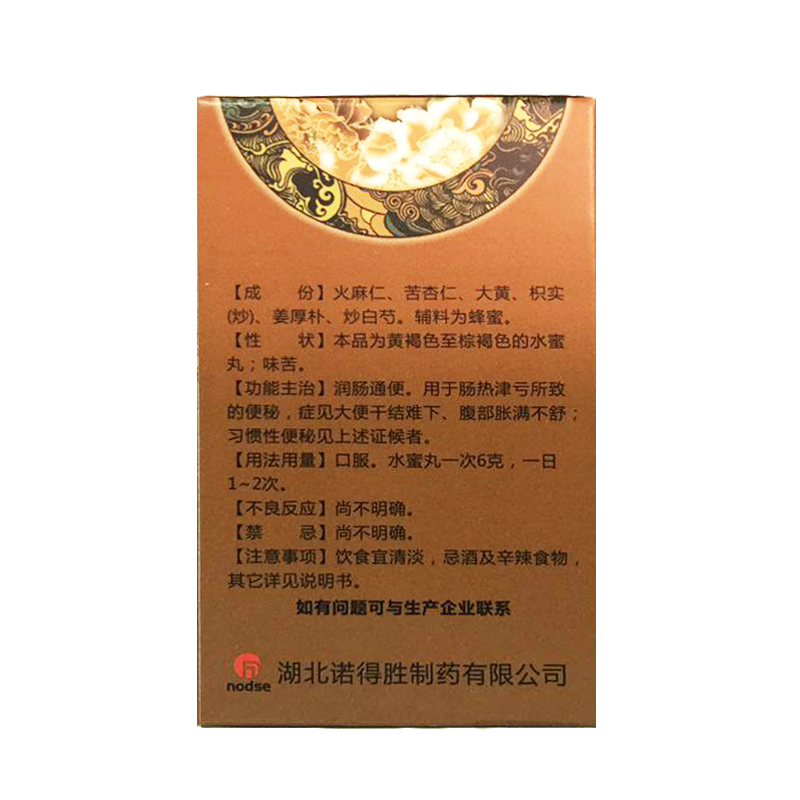 【成　　份】火麻仁、苦杏仁、大黄、枳实
(炒)、姜厚朴、炒白芍。辅料为蜂蜜。
【性　　状】本品为黄褐色至棕褐色的水蜜
丸；味苦。
【功能主治】润肠通便。用于肠热津亏所致
的便秘，症见大便干结难下、腹部胀满不舒；
习惯性便秘见上述证候者。
【用法用量】口服。水蜜丸一次6克，一日
1~2次。
【不良反应】尚不明确。
【禁　　忌】尚不明确。
【注意事项】饮食宜清淡，忌酒及辛辣食物，
其它详见说明书。
如有问题可与生产企业联系
nodse 湖北诺得胜制药有限公司